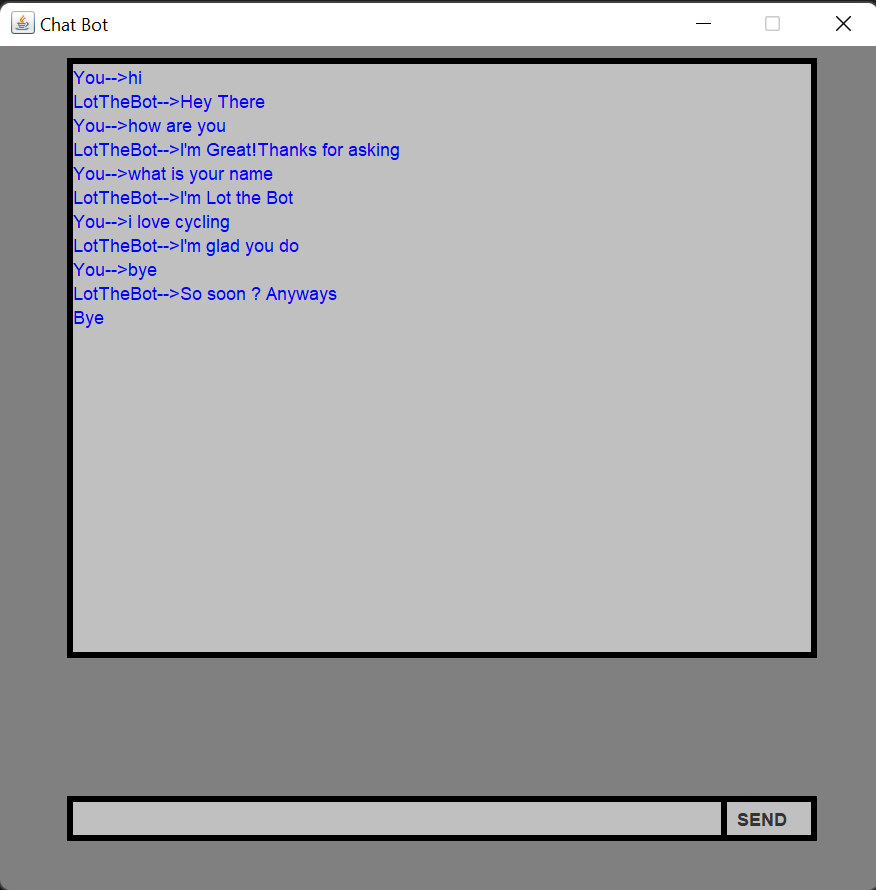 Chat Bot
You-->hi
LotTheBot-->Hey There
You-->how are you
LotTheBot-->I'm Great!Thanks for asking
You-->what is your name
LotTheBot-->I'm Lot the Bot
You-->i love cycling
LotTheBot-->I'm glad you do
You-->bye
LotTheBot-->So soon ? Anyways
Bye
SEND